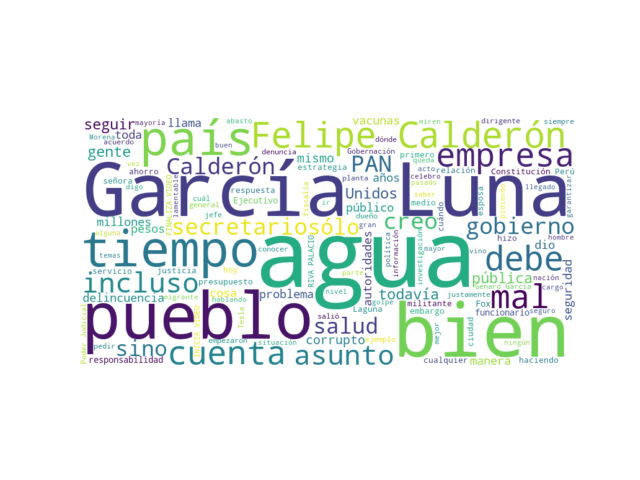 seguir mayoría llama abasto vacunas miren dirigente siempre
Morena acuerdo toda buen país Felipe Calderón dónde Gobernación primero queda denuncia empresa
gente vez ahorro Calderón mismo estrategia PAN acto relación Constitución Perú
señora digo lamentable FINALIZA VIDEO cuál respuesta Ejecutivo planta años saber pasado esposa llegado garantizar
García Luna
general jefe fiscalía ir Unidos público dueño medio cuándo
millones pesos secretario sólo gran creo gobierno
alguna temas hoy conocer autoridades política información investigación vino hizo dio hombre
tiempo agua debe
servicio justicia RIVA PALACIO parte todavía pública nación seguridad
incluso migrante presupuesto problema militante justamente Genaro García cargo
delincuencia cosa hablando Tesla nivel golpe Laguna embargo Fox funcionario seguro mal
pueblo salió salud bien
Poder Judicial pedir sino INICIA VIDEO empezaron situación corrupto ejemplo mejor ciudad ningún
responsabilidad cuenta asunto cualquier manera haciendo